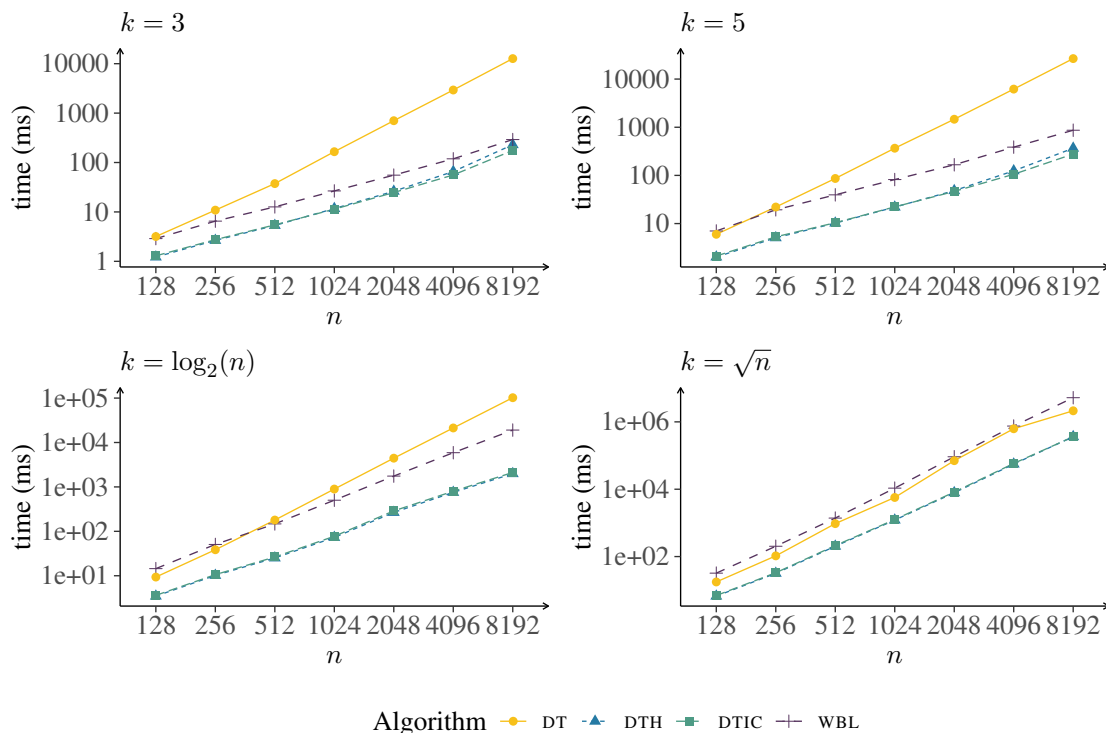 k = 3
time (ms)
10000
1000
100
10
1
128 256 512 1024 2048 4096 8192
n
k = 5
time (ms)
10000
1000
100
10
128 256 512 1024 2048 4096 8192
n
k = log₂(n)
time (ms)
1e+05
1e+04
1e+03
1e+02
1e+01
128 256 512 1024 2048 4096 8192
n
k = √n
time (ms)
1e+06
1e+04
1e+02
128 256 512 1024 2048 4096 8192
n
Algorithm DT DTH DTIC WBL